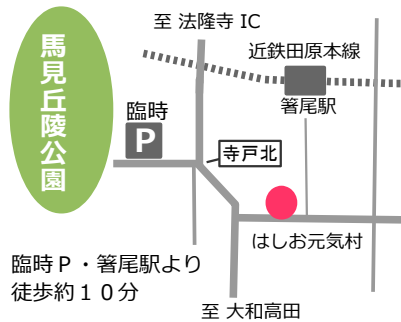 至 法隆寺 IC
近鉄田原本線
馬見丘陵公園
臨時
P
箸尾駅
寺戸北
はしお元気村
臨時Ｐ・箸尾駅より
徒歩約１０分
至 大和高田